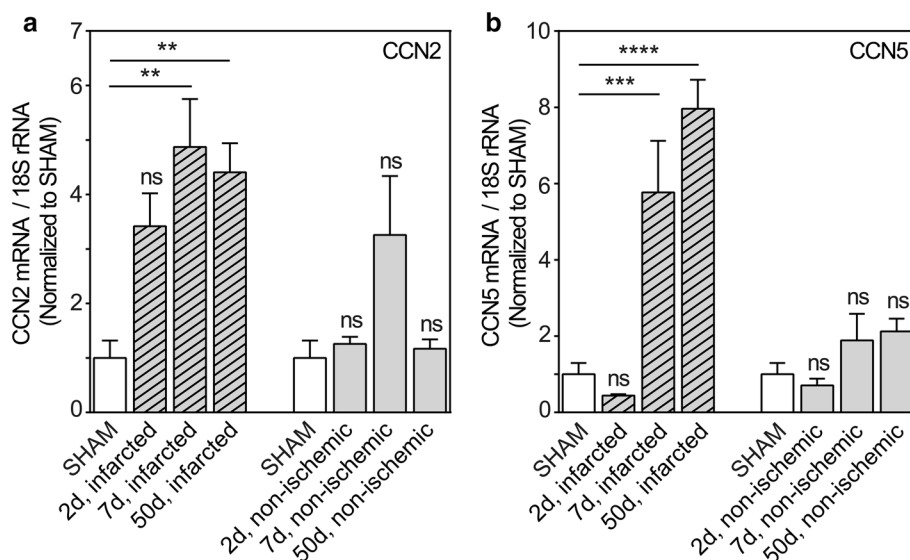 a
CCN2
CCN2 mRNA / 18S rRNA
(Normalized to SHAM)
7
6
4
2
0
**
**
ns
ns
ns
ns
SHAM
2d, infarcted
7d, infarcted
50d, infarcted
SHAM
2d, non-ischemic
7d, non-ischemic
50d, non-ischemic
b
CCN5
CCN5 mRNA / 18S rRNA
(Normalized to SHAM)
10
8
6
4
2
0
****
***
ns
ns
ns
ns
SHAM
2d, infarcted
7d, infarcted
50d, infarcted
SHAM
2d, non-ischemic
7d, non-ischemic
50d, non-ischemic